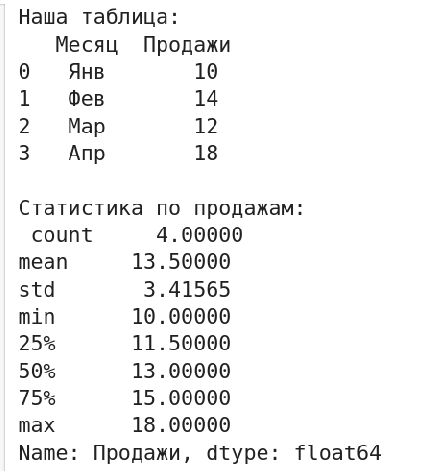 Наша таблица:
   Месяц  Продажи
0   Янв       10
1   Фев       14
2   Мар       12
3   Апр       18

Статистика по продажам:
 count     4.00000
mean     13.50000
std       3.41565
min      10.00000
25%      11.50000
50%      13.00000
75%      15.00000
max      18.00000
Name: Продажи, dtype: float64